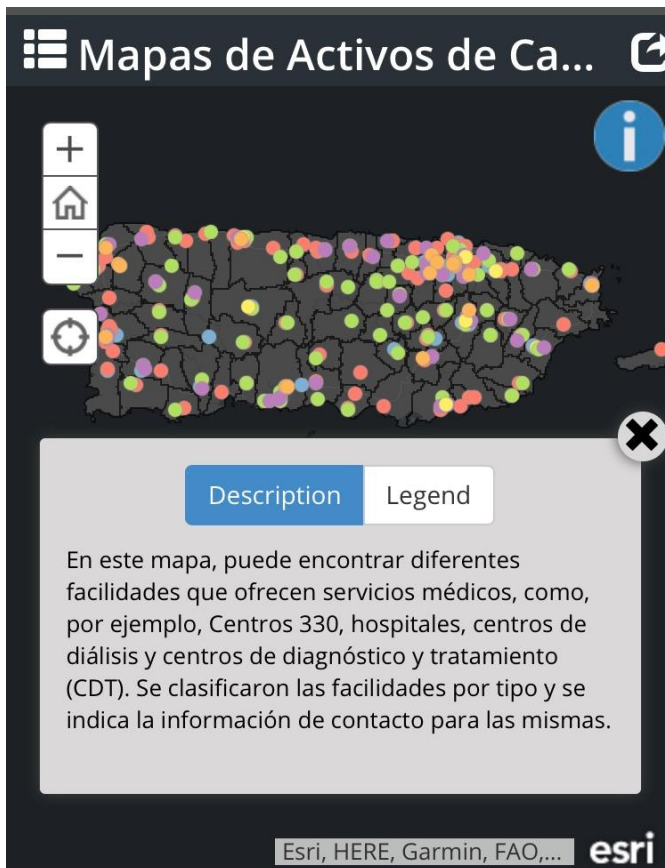 Mapas de Activos de Ca...
+
i
−
Description
Legend
En este mapa, puede encontrar diferentes
facilidades que ofrecen servicios médicos, como,
por ejemplo, Centros 330, hospitales, centros de
diálisis y centros de diagnóstico y tratamiento
(CDT). Se clasificaron las facilidades por tipo y se
indica la información de contacto para las mismas.
Esri, HERE, Garmin, FAO,...
esri